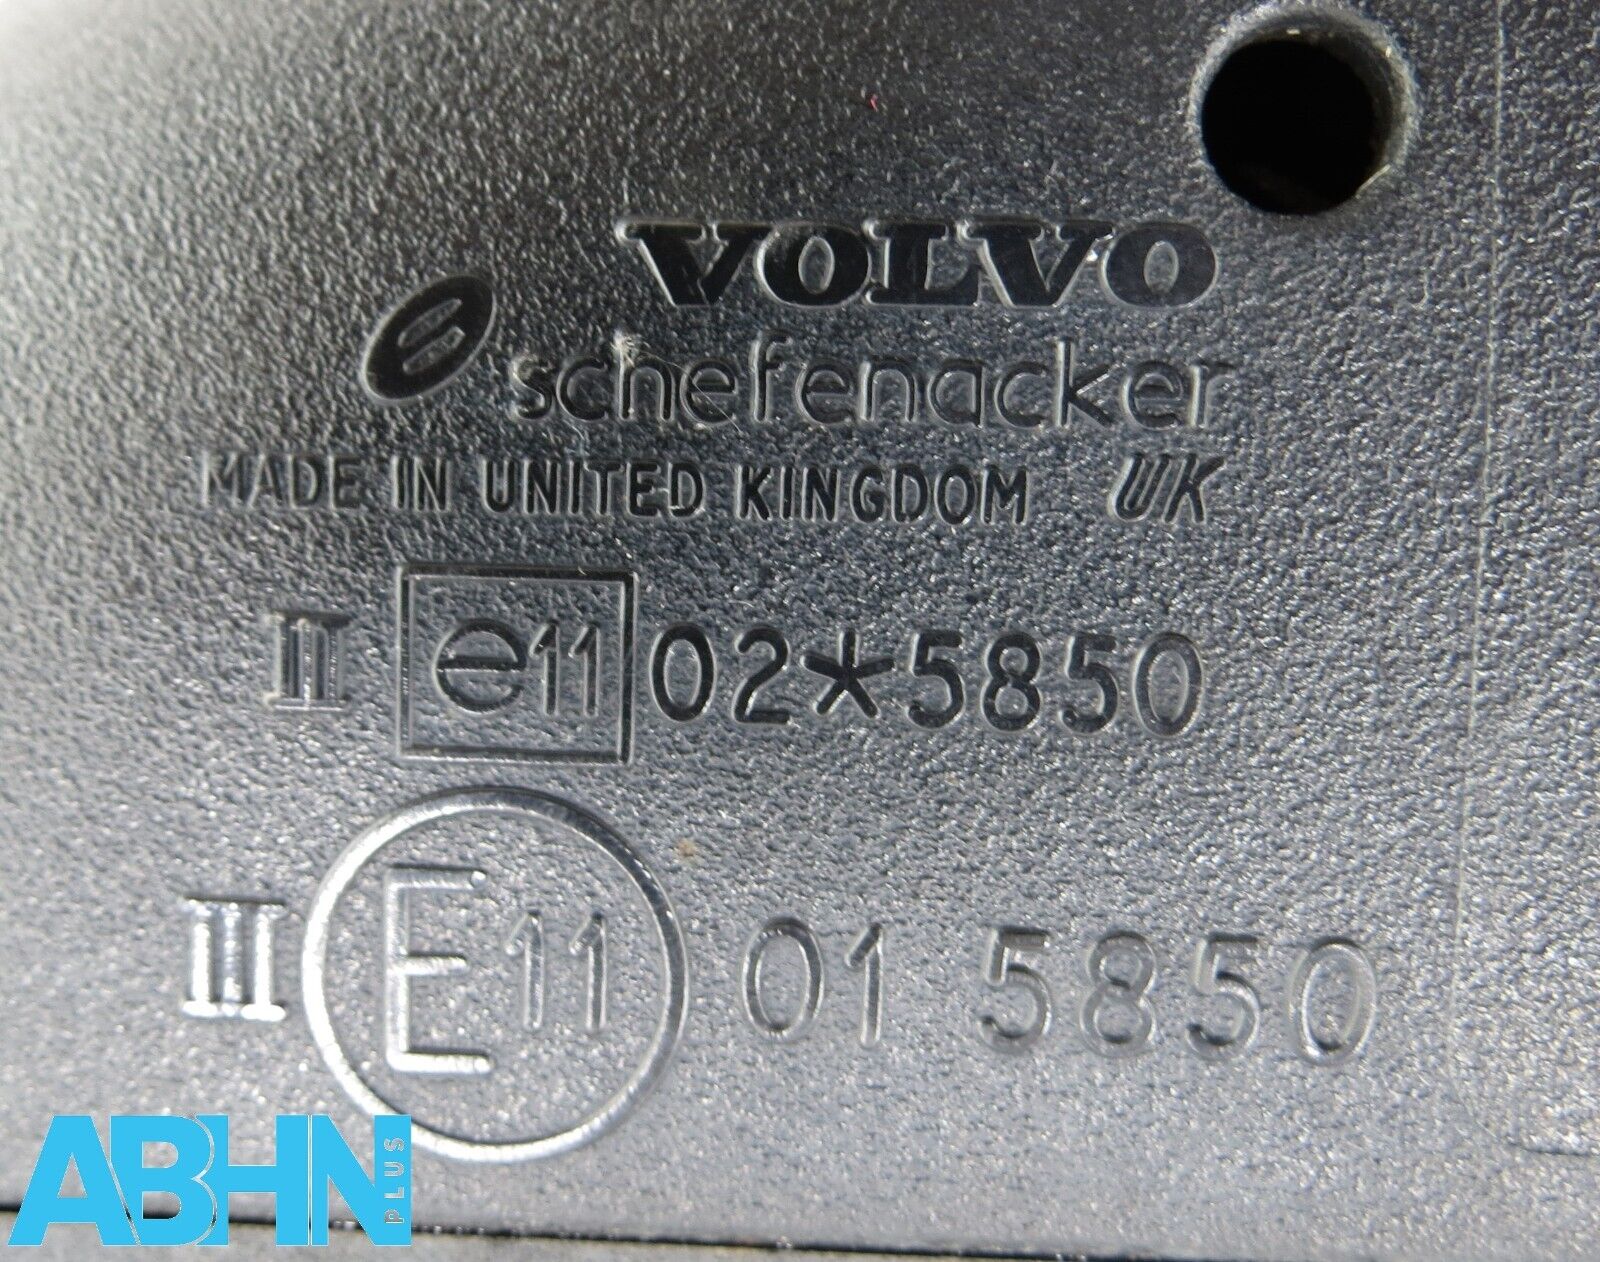 VOLVO
schefenacker
MADE IN UNITED KINGDOM UK
II e11 02*5850
III E11 01 5850
ABHN PLUS